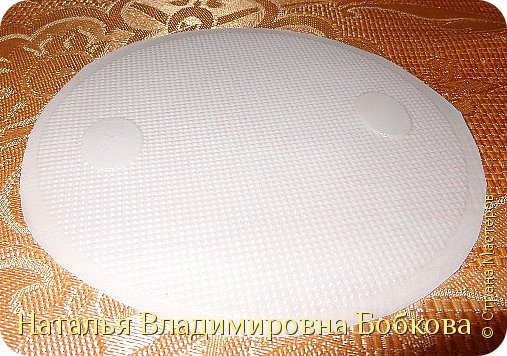 Наталья Владимировна Бобкова
© Страна Мастеров